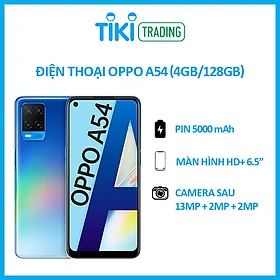 TIKI
TRADING
ĐIỆN THOẠI OPPO A54 (4GB/128GB)
OPPO A54
PIN 5000 mAh
MÀN HÌNH HD+ 6.5”
CAMERA SAU
13MP + 2MP + 2MP